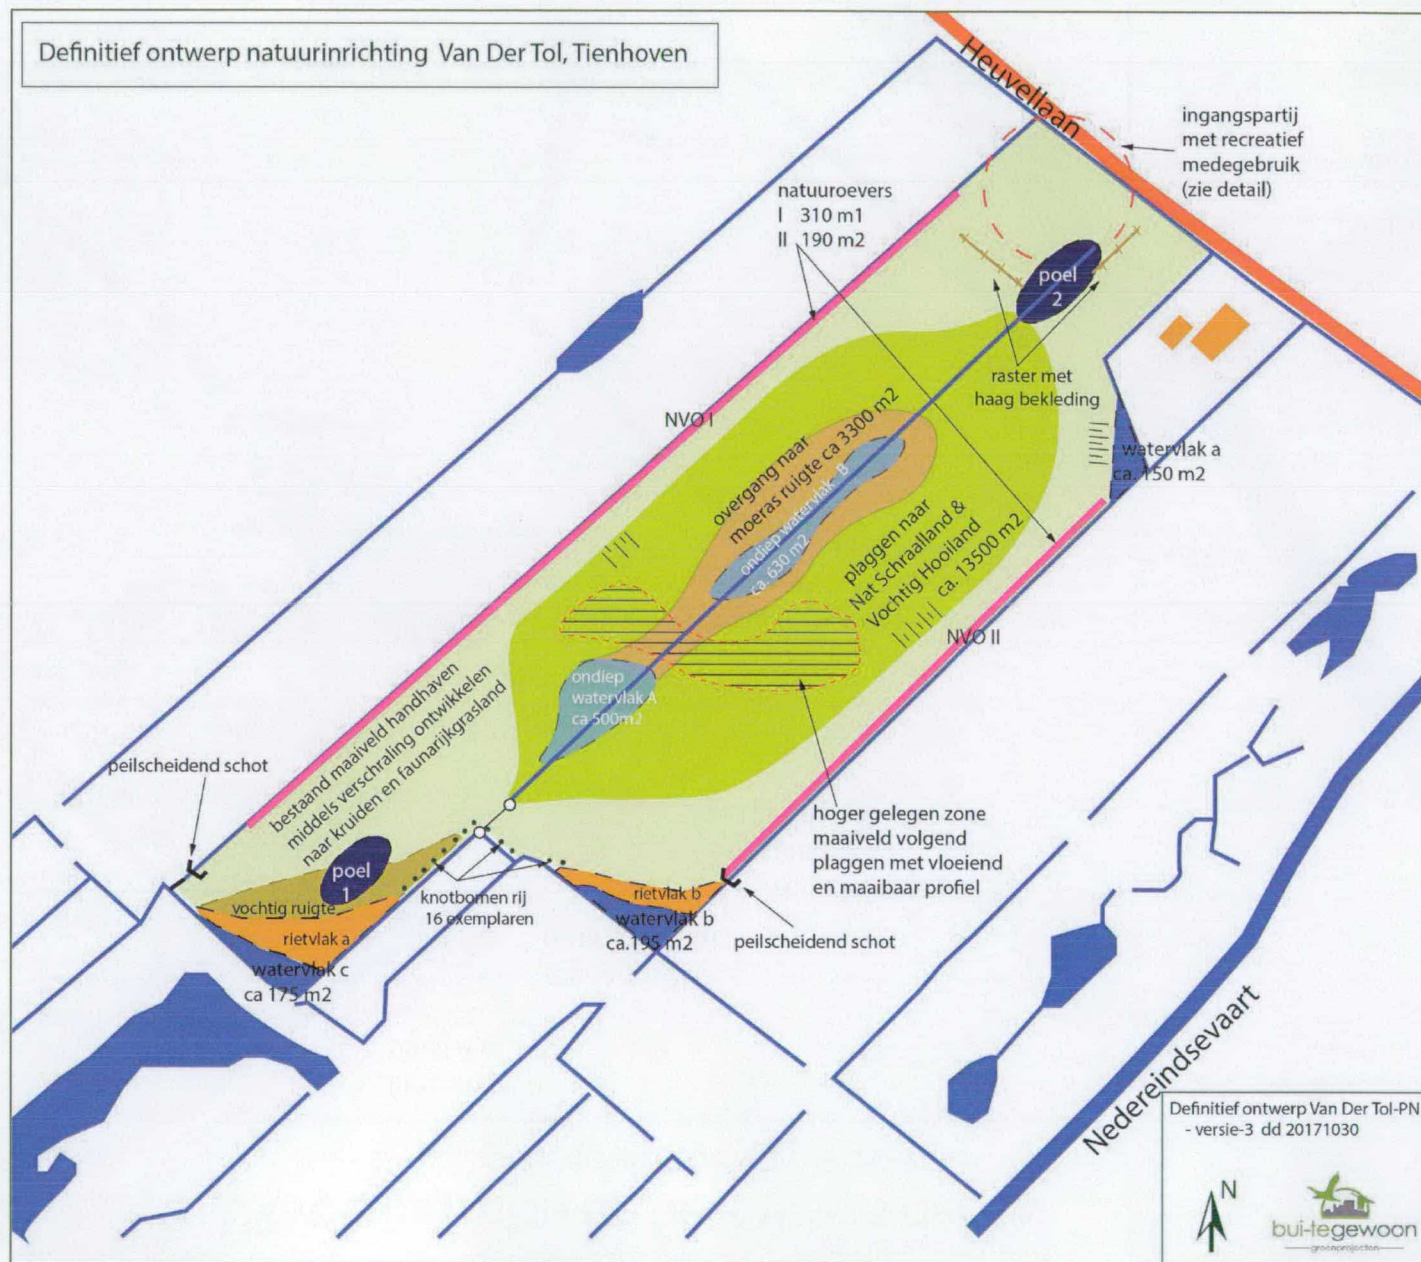 Definitief ontwerp natuurinrichting Van Der Tol, Tienhoven
Heuvellaan
ingangspartij
met recreatief
medegebruik
(zie detail)
natuuroevers
I 310 m1
II 190 m2
poel
2
raster met
haag bekleding
NVO I
overgang naar
moeras ruigte ca 3300 m2
ondiep watervlak B
ca. 630 m2
watervlak a
ca. 150 m2
plaggen naar
Nat Schraalland &
Vochtig Hooiland
ca. 13500 m2
NVO II
ondiep
watervlak A
ca 500m2
bestaand maaiveld handhaven
middels verschraling ontwikkelen
naar kruiden en faunarijkgrasland
peilscheidend schot
hoger gelegen zone
maaiveld volgend
plaggen met vloeiend
en maaibaar profiel
poel
1
vochtig ruigte
knotbomen rij
16 exemplaren
rietvlak b
watervlak b
ca.195 m2
peilscheidend schot
rietvlak a
watervlak c
ca 175 m2
Nedereindsevaart
Definitief ontwerp Van Der Tol-PN
- versie-3 dd 20171030
N
bui-tegewoon
groenprojecten